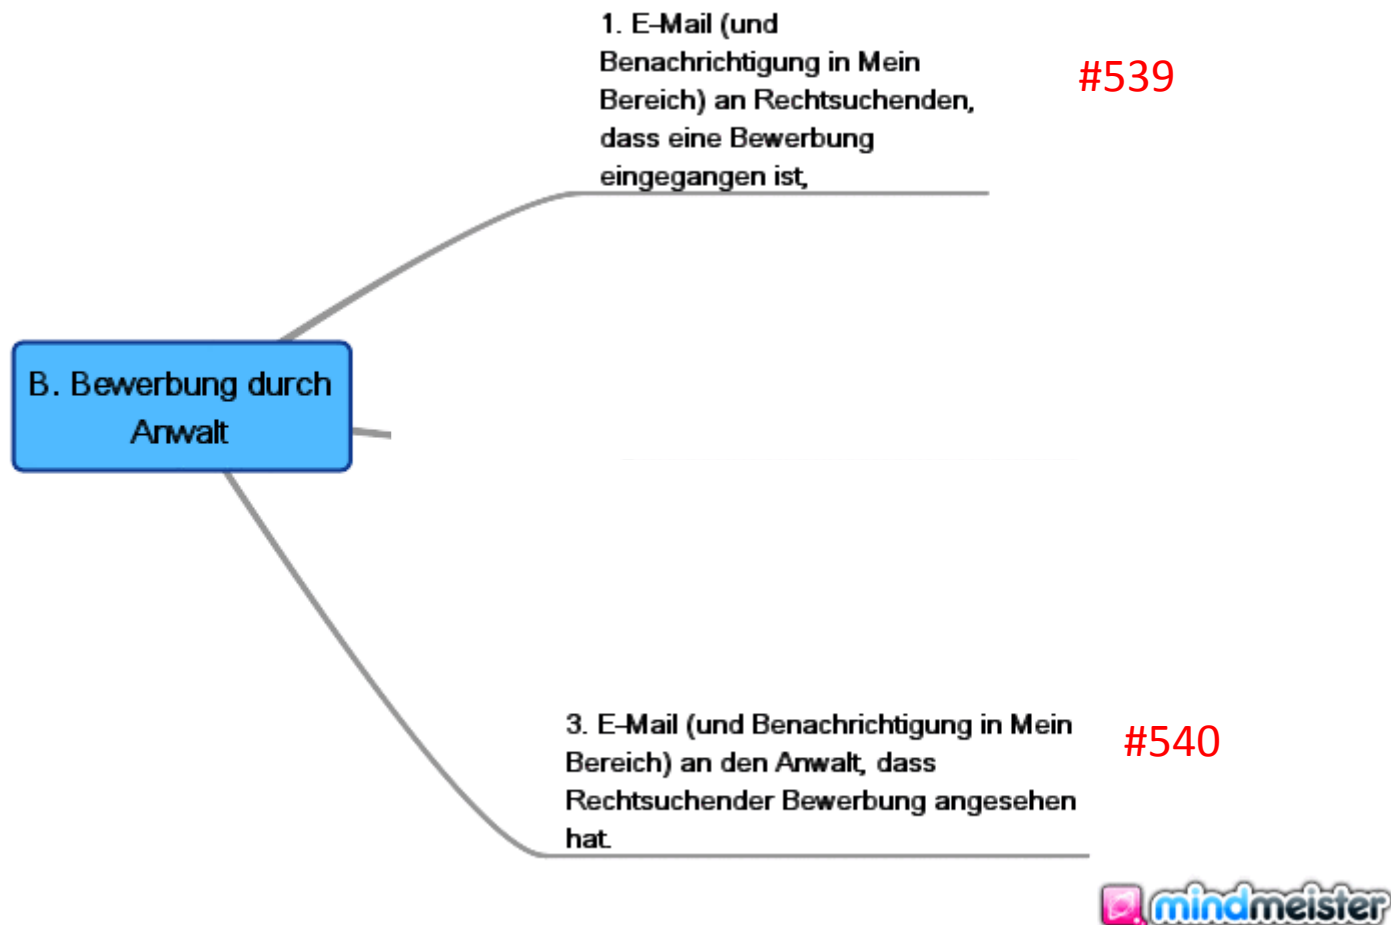 1. E-Mail (und
Benachrichtigung in Mein
Bereich) an Rechtsuchenden,
dass eine Bewerbung
eingegangen ist,
#539
B. Bewerbung durch
Anwalt
3. E-Mail (und Benachrichtigung in Mein
Bereich) an den Anwalt, dass
Rechtsuchender Bewerbung angesehen
hat.
#540
mindmeister